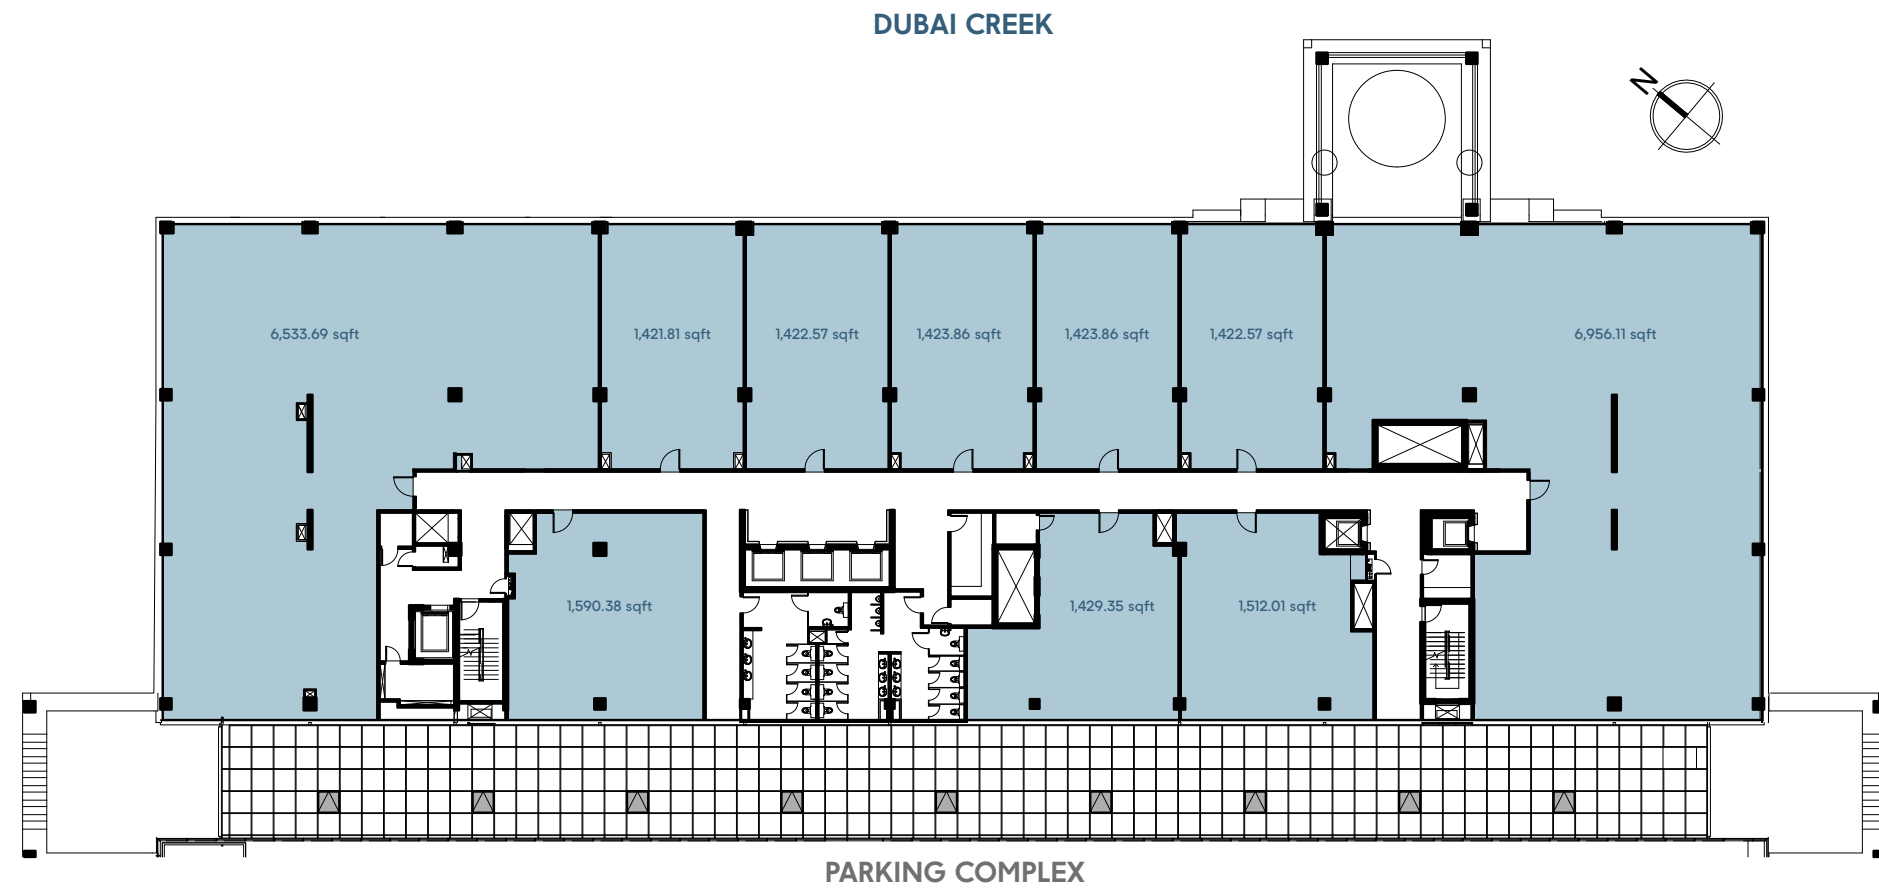 DUBAI CREEK
N
6,533.69 sqft
1,421.81 sqft
1,422.57 sqft
1,423.86 sqft
1,423.86 sqft
1,422.57 sqft
6,956.11 sqft
1,590.38 sqft
1,429.35 sqft
1,512.01 sqft
PARKING COMPLEX